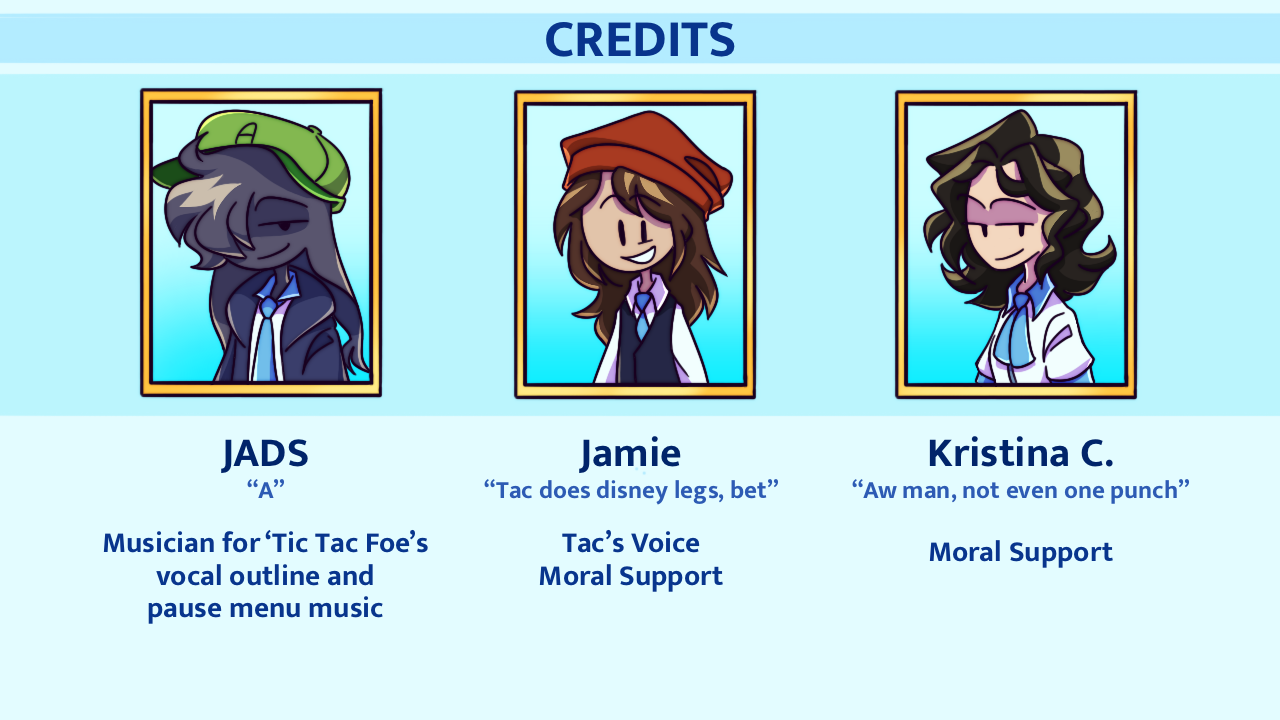 CREDITS
A
JADS
“A”
Musician for ‘Tic Tac Foe’s
vocal outline and
pause menu music
Jamie
“Tac does disney legs, bet”
Tac’s Voice
Moral Support
Kristina C.
“Aw man, not even one punch”
Moral Support